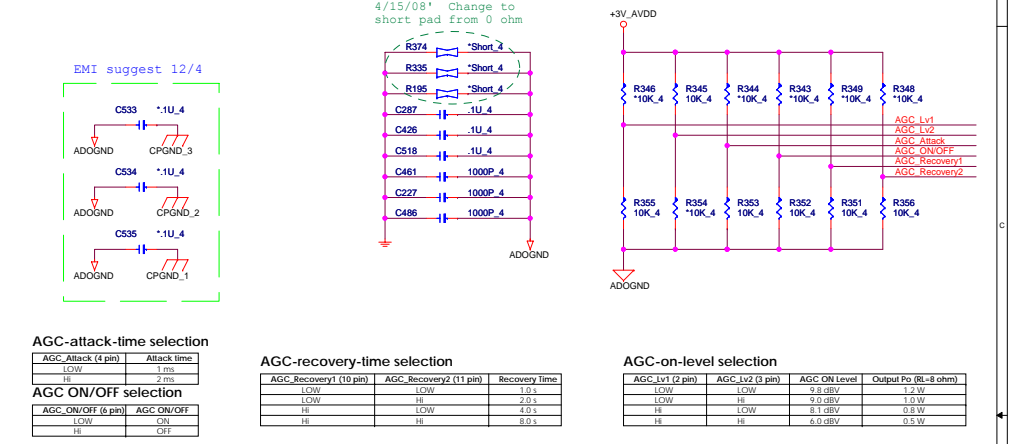 4/15/08'  Change to
short pad from 0 ohm
EMI suggest 12/4
C533 *.1U_4
ADOGND CPGND_3
C534 *.1U_4
ADOGND CPGND_2
C535 *.1U_4
ADOGND CPGND_1
R374 *Short_4
R335 *Short_4
R195 *Short_4
C287 .1U_4
C426 .1U_4
C518 .1U_4
C461 1000P_4
C227 1000P_4
C486 1000P_4
ADOGND
+3V_AVDD
R346 R345 R344 R343 R349 R348
*10K_4 10K_4 *10K_4 *10K_4 *10K_4 *10K_4
AGC_Lv1
AGC_Lv2
AGC_Attack
AGC_ON/OFF
AGC_Recovery1
AGC_Recovery2
R355 R354 R353 R352 R351 R356
10K_4 *10K_4 10K_4 10K_4 10K_4 10K_4
ADOGND
C
AGC-attack-time selection
AGC_Attack (4 pin) Attack time
LOW 1 ms
Hi 2 ms
AGC ON/OFF selection
AGC_ON/OFF (6 pin) AGC ON/OFF
LOW ON
Hi OFF
AGC-recovery-time selection
AGC_Recovery1 (10 pin) AGC_Recovery2 (11 pin) Recovery Time
LOW LOW 1.0 s
LOW Hi 2.0 s
Hi LOW 4.0 s
Hi Hi 8.0 s
AGC-on-level selection
AGC_Lv1 (2 pin) AGC_Lv2 (3 pin) AGC ON Level Output Po (RL=8 ohm)
LOW LOW 9.8 dBV 1.2 W
LOW Hi 9.0 dBV 1.0 W
Hi LOW 8.1 dBV 0.8 W
Hi Hi 6.0 dBV 0.5 W